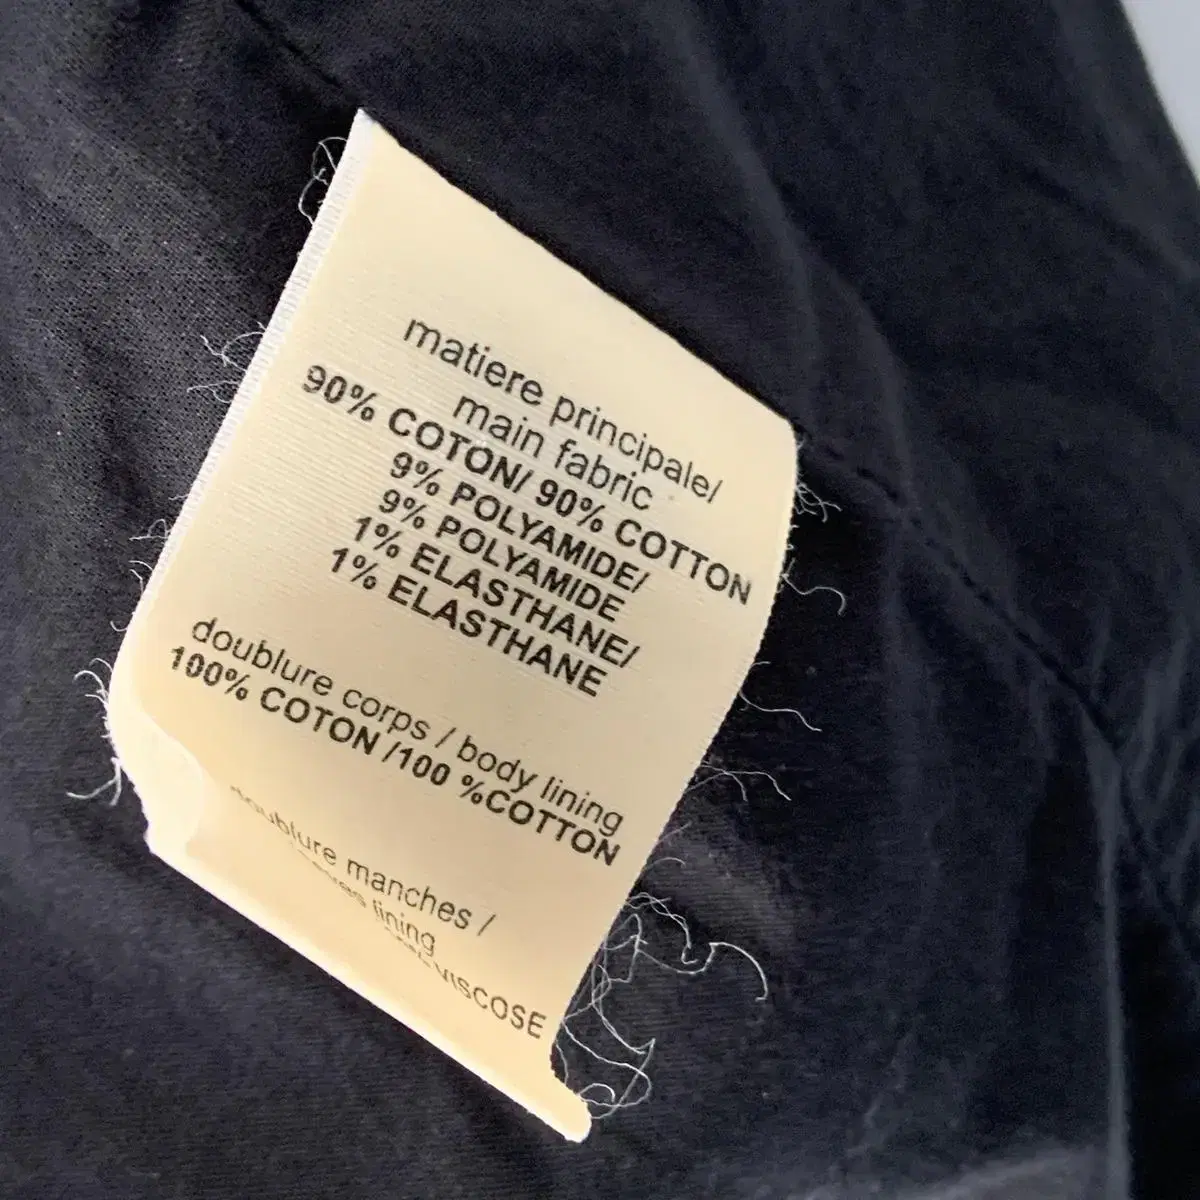 matiere principale/
main fabric
90% COTON/ 90% COTTON
9% POLYAMIDE/
9% POLYAMIDE
1% ELASTHANE/
1% ELASTHANE
doublure corps / body lining
100% COTON /100 %COTTON
doublure manches /
lining
VISCOSE